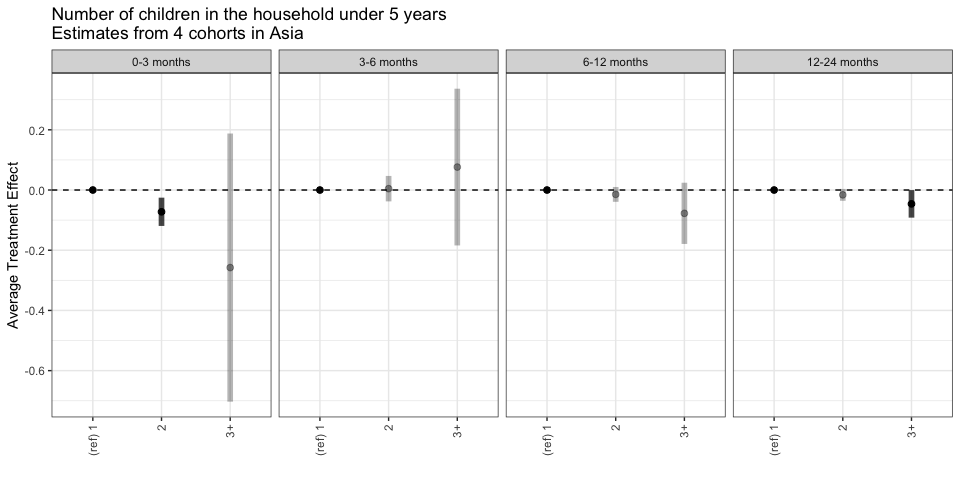 Number of children in the household under 5 years
Estimates from 4 cohorts in Asia
0-3 months
3-6 months
6-12 months
12-24 months
Average Treatment Effect
0.2
0.0
-0.2
-0.4
-0.6
(ref) 1
2
3+
(ref) 1
2
3+
(ref) 1
2
3+
(ref) 1
2
3+